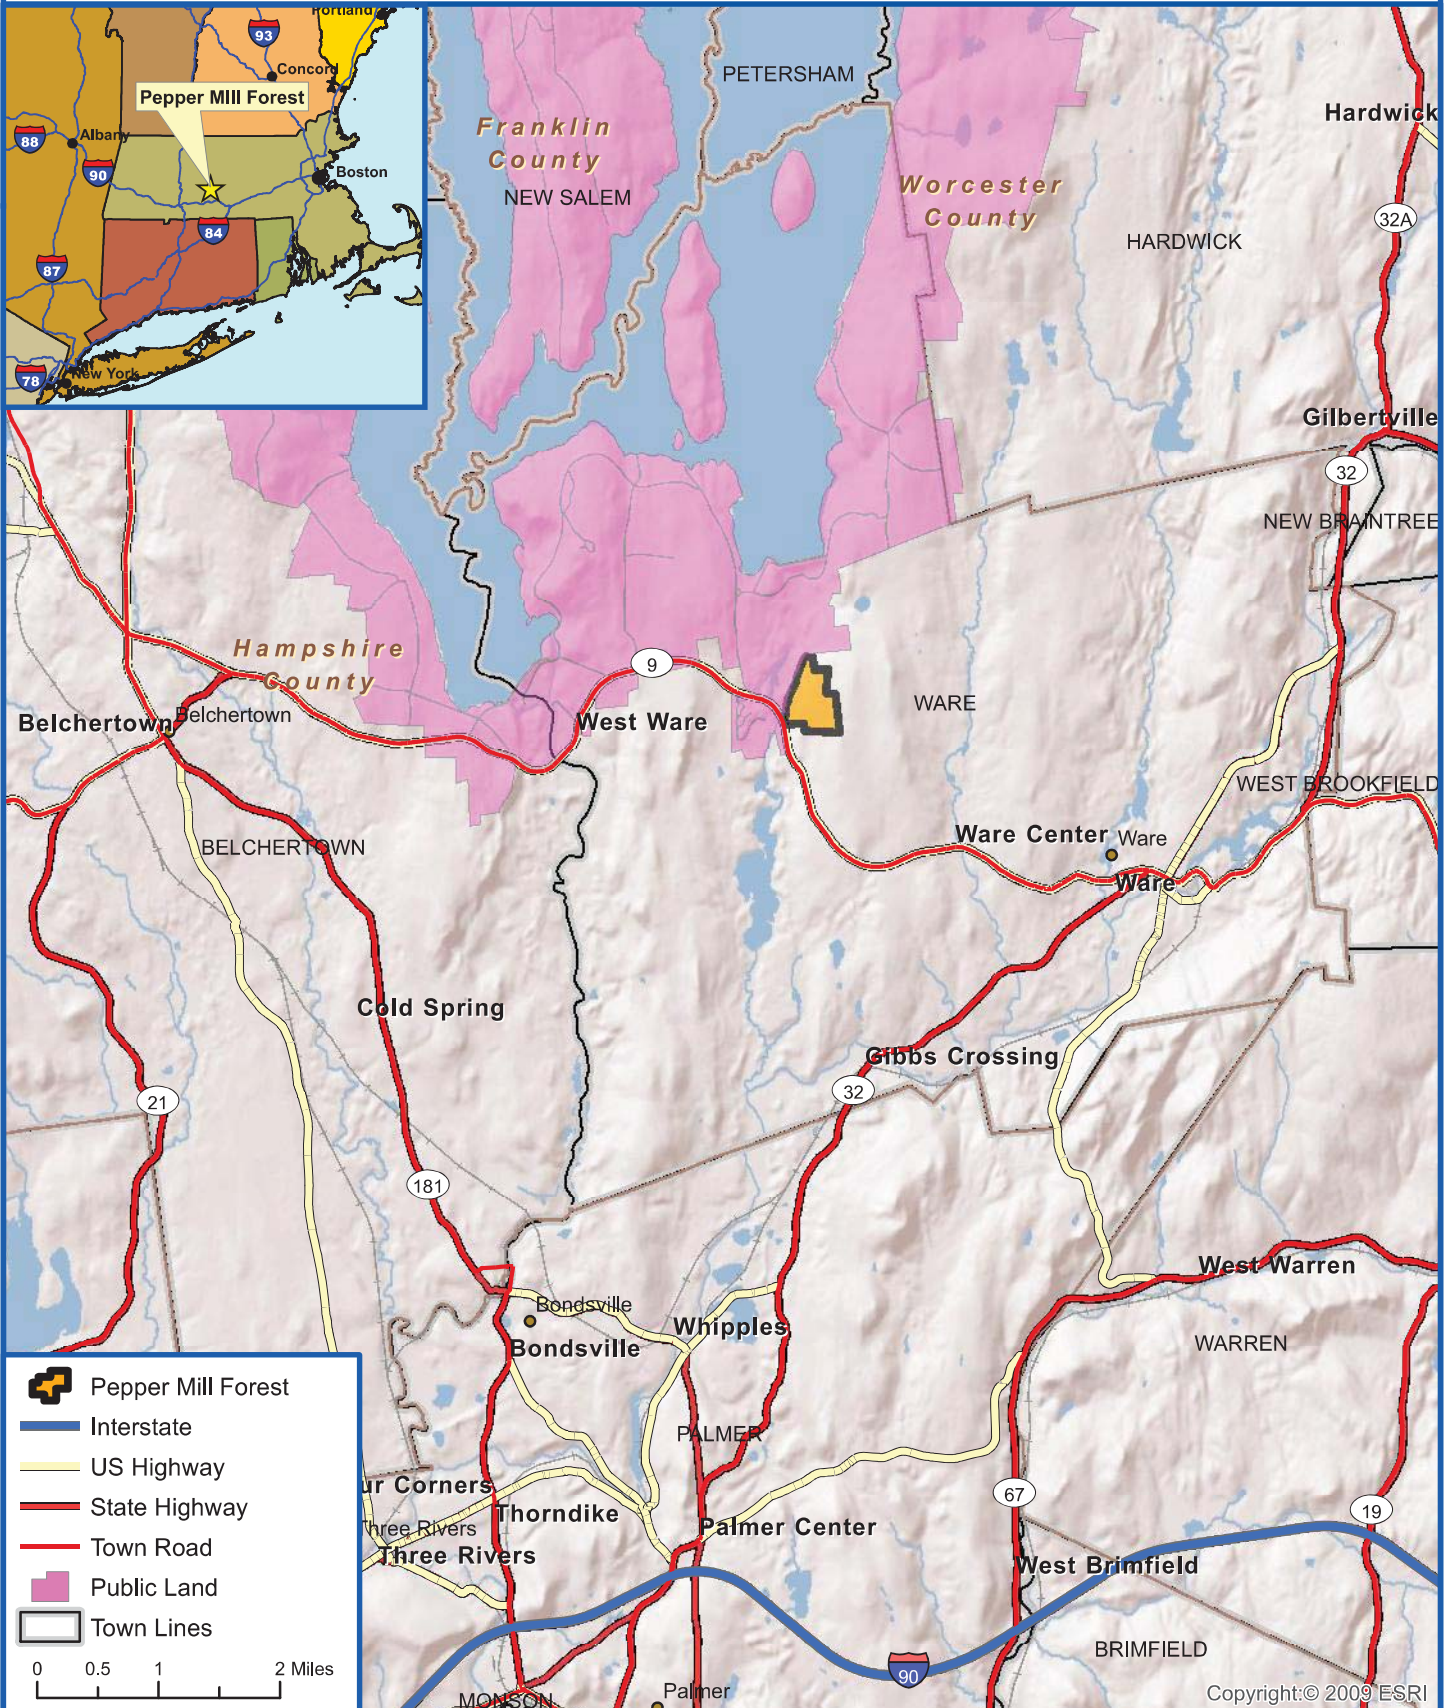 Portland
93
Concord
Pepper Mill Forest
88
Albany
90
Boston
84
87
78
New York
PETERSHAM
Franklin
County
NEW SALEM
Worcester
County
Hardwick
32A
HARDWICK
Gilbertville
32
NEW BRAINTREE
Hampshire
County
9
Belchertown
Belchertown
West Ware
WARE
WEST BROOKFIELD
BELCHERTOWN
Ware Center
Ware
Ware
Cold Spring
Gibbs Crossing
32
21
181
West Warren
Bondsville
Whipples
Bondsville
WARREN
PALMER
ur Corners
Thorndike
67
19
Three Rivers
Palmer Center
Three Rivers
West Brimfield
BRIMFIELD
90
Palmer
MONSON
Pepper Mill Forest
Interstate
US Highway
State Highway
Town Road
Public Land
Town Lines
0 0.5 1 2 Miles
Copyright:© 2009 ESRI